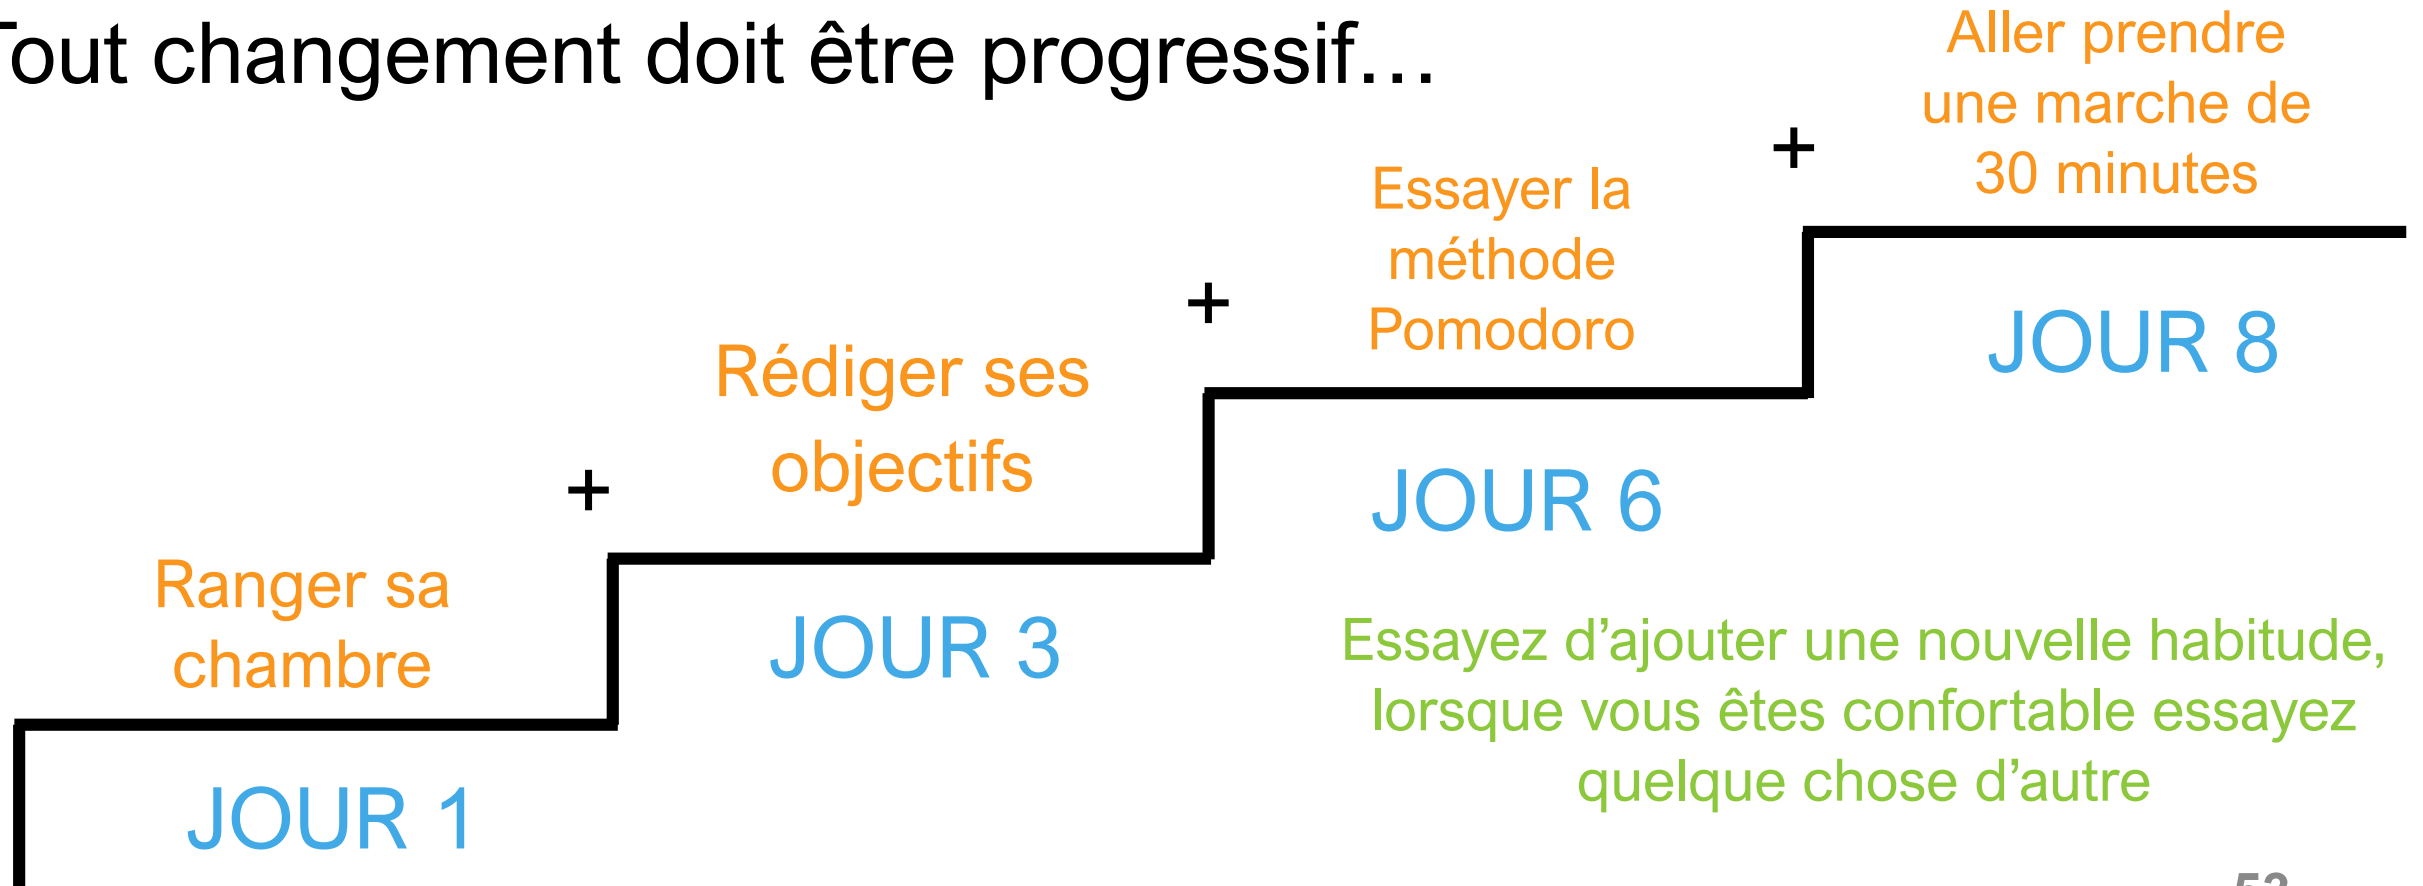 Tout changement doit être progressif...
Aller prendre
une marche de
30 minutes
+
Essayer la
méthode
Pomodoro
JOUR 8
+
Rédiger ses
objectifs
JOUR 6
+
Ranger sa
chambre
JOUR 3
Essayez d’ajouter une nouvelle habitude,
lorsque vous êtes confortable essayez
quelque chose d’autre
JOUR 1